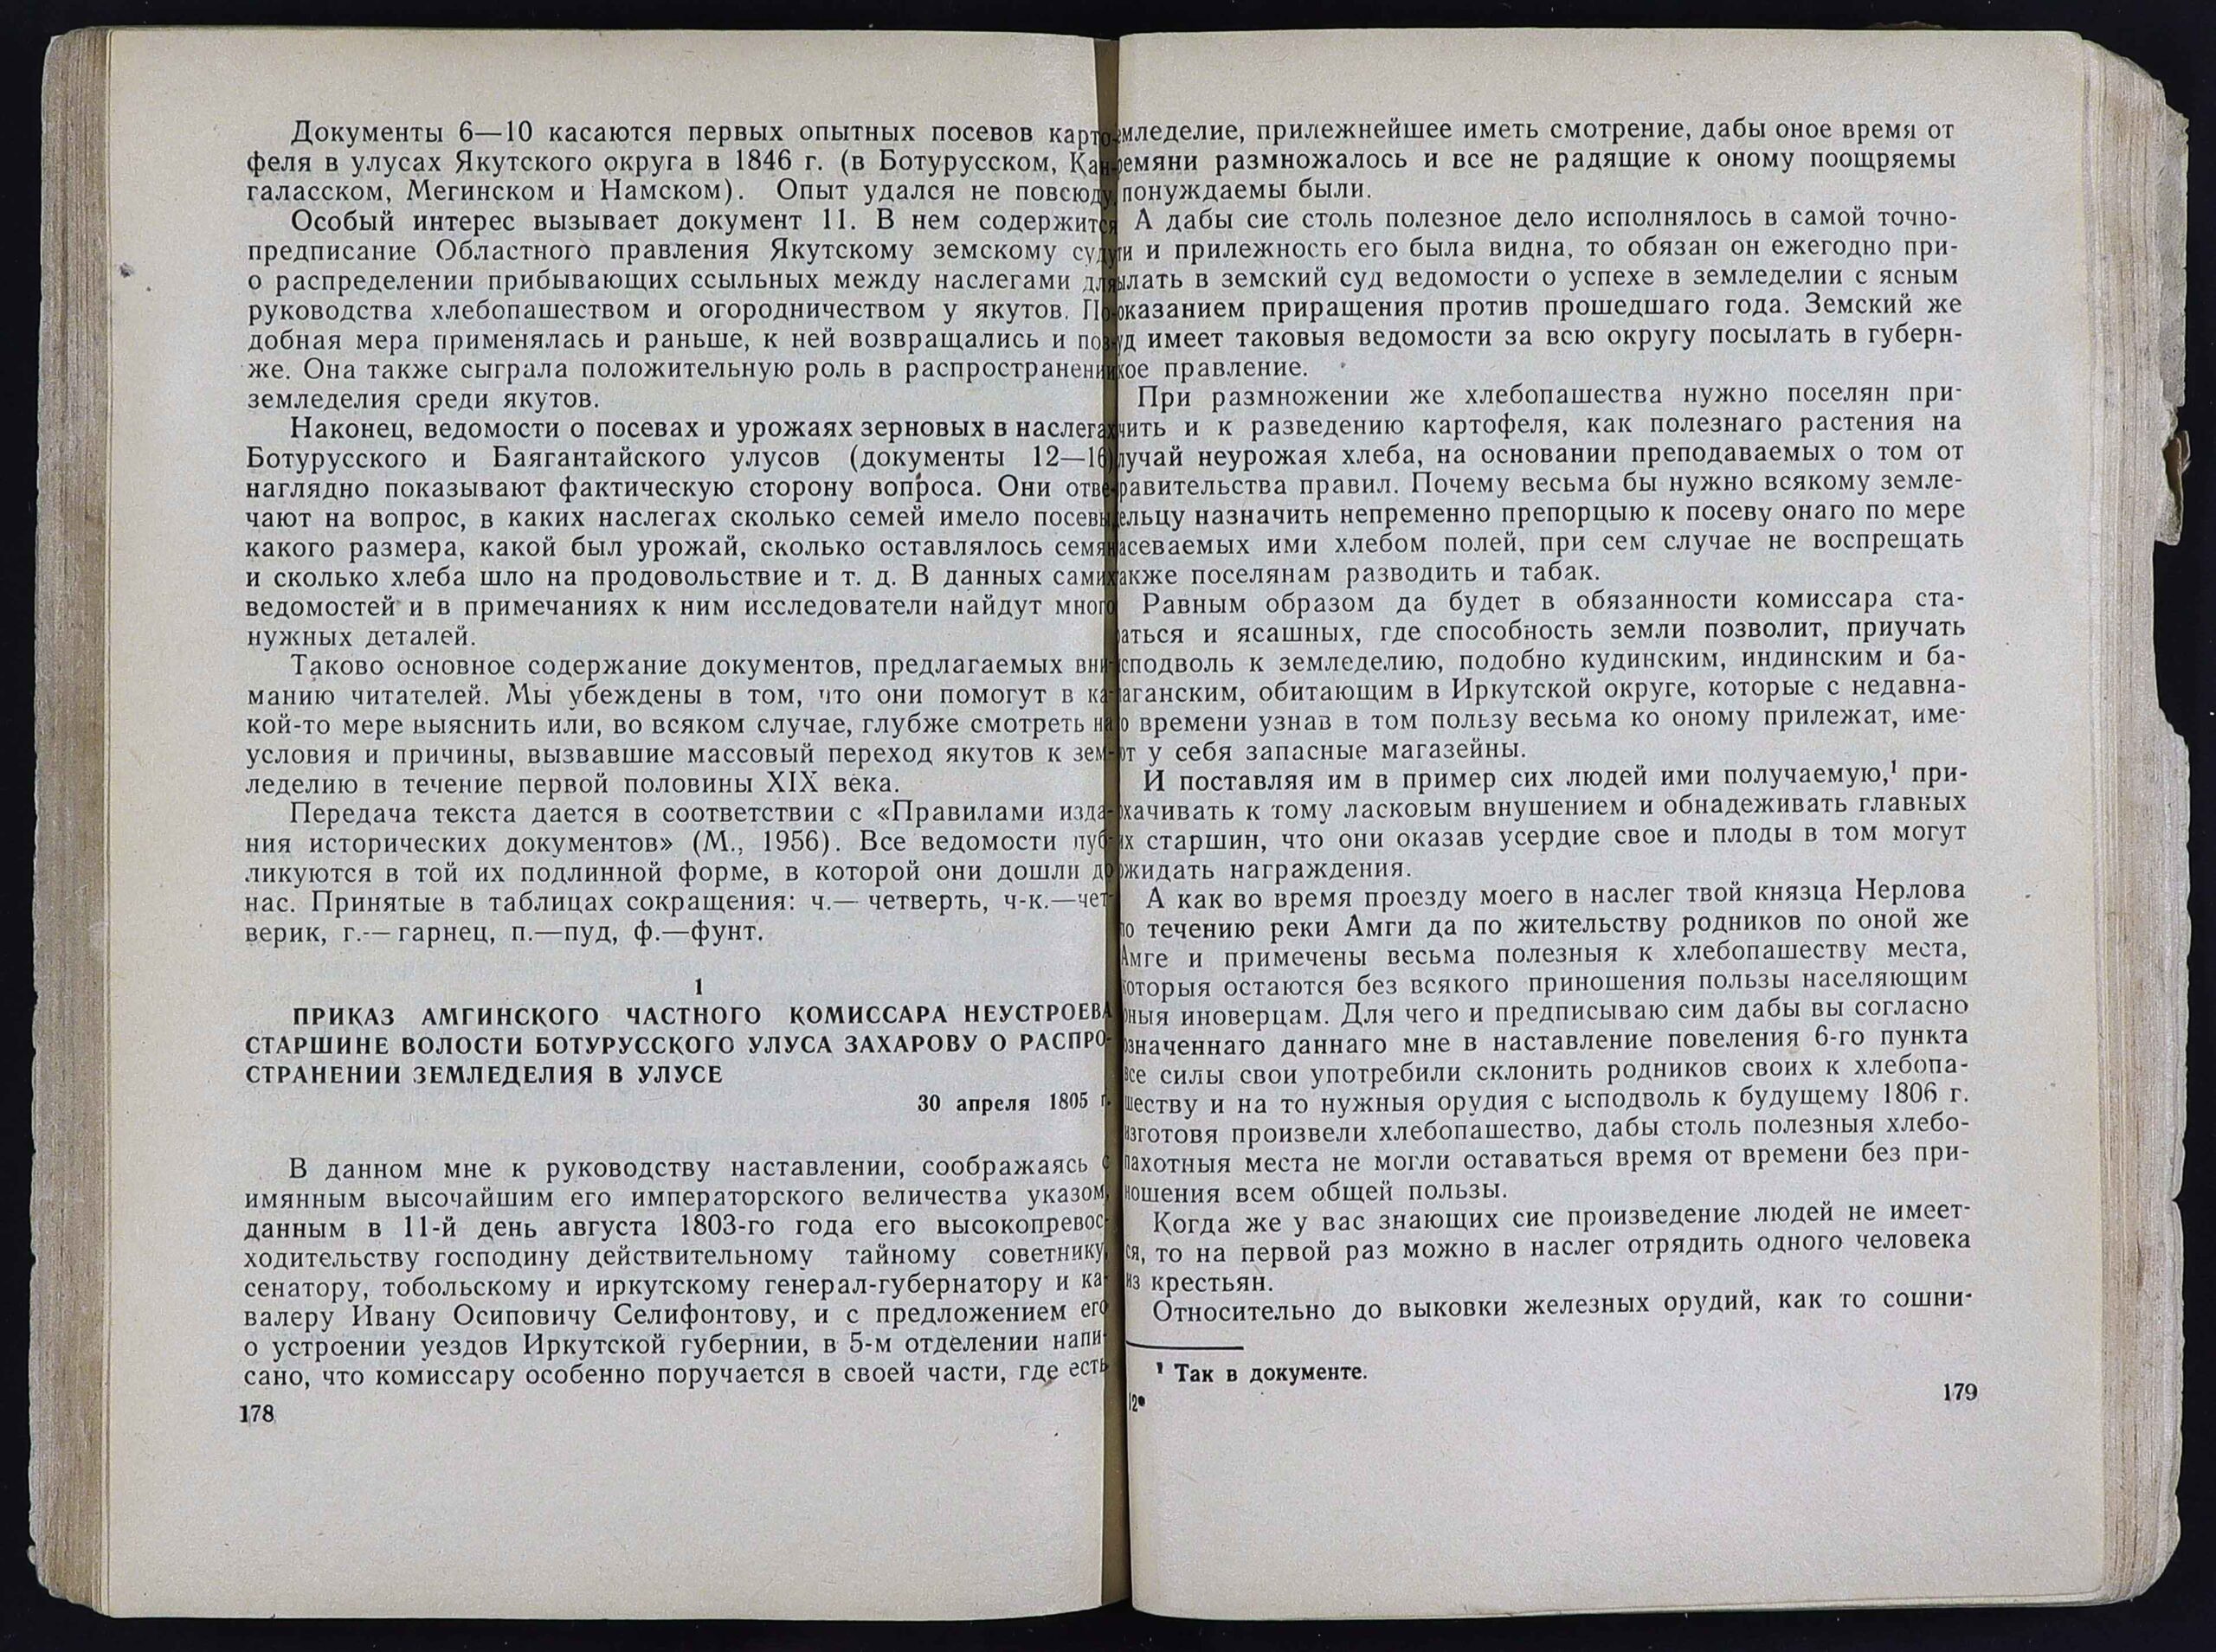 Документы 6—10 касаются первых опытных посевов карто-
феля в улусах Якутского округа в 1846 г. (в Ботурусском, Кан-
галасском, Мегинском и Намском). Опыт удался не повсюду.
Особый интерес вызывает документ 11. В нем содержится
предписание Областного правления Якутскому земскому суду
о распределении прибывающих ссыльных между наслегами для
руководства хлебопашеством и огородничеством у якутов. По-
добная мера применялась и раньше, к ней возвращались и поз-
же. Она также сыграла положительную роль в распространении
земледелия среди якутов.
Наконец, ведомости о посевах и урожаях зерновых в наслегах
Ботурусского и Баягантайского улусов (документы 12—16)
наглядно показывают фактическую сторону вопроса. Они отве-
чают на вопрос, в каких наслегах сколько семей имело посевы,
какого размера, какой был урожай, сколько оставлялось семян
и сколько хлеба шло на продовольствие и т. д. В данных самих
ведомостей и в примечаниях к ним исследователи найдут много
нужных деталей.
Таково основное содержание документов, предлагаемых вни-
манию читателей. Мы убеждены в том, что они помогут в ка-
кой-то мере выяснить или, во всяком случае, глубже смотреть на
условия и причины, вызвавшие массовый переход якутов к зем-
леделию в течение первой половины XIX века.
Передача текста дается в соответствии с «Правилами изда-
ния исторических документов» (М., 1956). Все ведомости пуб-
ликуются в той их подлинной форме, в которой они дошли до
нас. Принятые в таблицах сокращения: ч.— четверть, ч-к.—чет-
верик, г.— гарнец, п.—пуд, ф.—фунт.
1
ПРИКАЗ АМГИНСКОГО ЧАСТНОГО КОМИССАРА НЕУСТРОЕВА
СТАРШИНЕ ВОЛОСТИ БОТУРУССКОГО УЛУСА ЗАХАРОВУ О РАСПРО-
СТРАНЕНИИ ЗЕМЛЕДЕЛИЯ В УЛУСЕ
30 апреля 1805 г.
В данном мне к руководству наставлении, соображаясь с
имянным высочайшим его императорского величества указом,
данным в 11-й день августа 1803-го года его высокопревос-
ходительству господину действительному тайному советнику,
сенатору, тобольскому и иркутскому генерал-губернатору и ка-
валеру Ивану Осиповичу Селифонтову, и с предложением его
о устроении уездов Иркутской губернии, в 5-м отделении напи-
сано, что комиссару особенно поручается в своей части, где есть
178
емледелие, прилежнейшее иметь смотрение, дабы оное время от
ремяни размножалось и все не радящие к оному поощряемы
понуждаемы были.
А дабы сие столь полезное дело исполнялось в самой точно-
ти и прилежность его была видна, то обязан он ежегодно при-
ылать в земский суд ведомости о успехе в земледелии с ясным
оказанием приращения против прошедшаго года. Земский же
уд имеет таковыя ведомости за всю округу посылать в губерн-
кое правление.
При размножении же хлебопашества нужно поселян при-
чить и к разведению картофеля, как полезнаго растения на
лучай неурожая хлеба, на основании преподаваемых о том от
равительства правил. Почему весьма бы нужно всякому земле-
ельцу назначить непременно препорцыю к посеву онаго по мере
асеваемых ими хлебом полей, при сем случае не воспрещать
акже поселянам разводить и табак.
Равным образом да будет в обязанности комиссара ста-
аться и ясашных, где способность земли позволит, приучать
сподволь к земледелию, подобно кудинским, индинским и ба-
аганским, обитающим в Иркутской округе, которые с недавна-
о времени узнав в том пользу весьма ко оному прилежат, име-
ют у себя запасные магазейны.
И поставляя им в пример сих людей ими получаемую,¹ при-
охачивать к тому ласковым внушением и обнадеживать главных
их старшин, что они оказав усердие свое и плоды в том могут
ожидать награждения.
А как во время проезду моего в наслег твой князца Нерлова
по течению реки Амги да по жительству родников по оной же
Амге и примечены весьма полезныя к хлебопашеству места,
которыя остаются без всякого приношения пользы населяющим
оныя иноверцам. Для чего и предписываю сим дабы вы согласно
означеннаго даннаго мне в наставление повеления 6-го пункта
все силы свои употребили склонить родников своих к хлебопа-
шеству и на то нужныя орудия с ысподволь к будущему 1806 г.
изготовя произвели хлебопашество, дабы столь полезныя хлебо-
пахотныя места не могли оставаться время от времени без при-
ношения всем общей пользы.
Когда же у вас знающих сие произведение людей не имеет-
ся, то на первой раз можно в наслег отрядить одного человека
из крестьян.
Относительно до выковки железных орудий, как то сошни-
¹ Так в документе.
12*
179